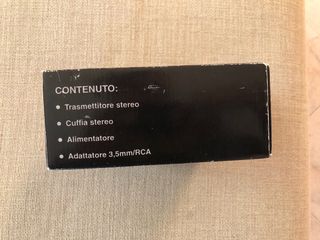 CONTENUTO:
• Trasmettitore stereo
• Cuffia stereo
• Alimentatore
• Adattatore 3,5mm/RCA